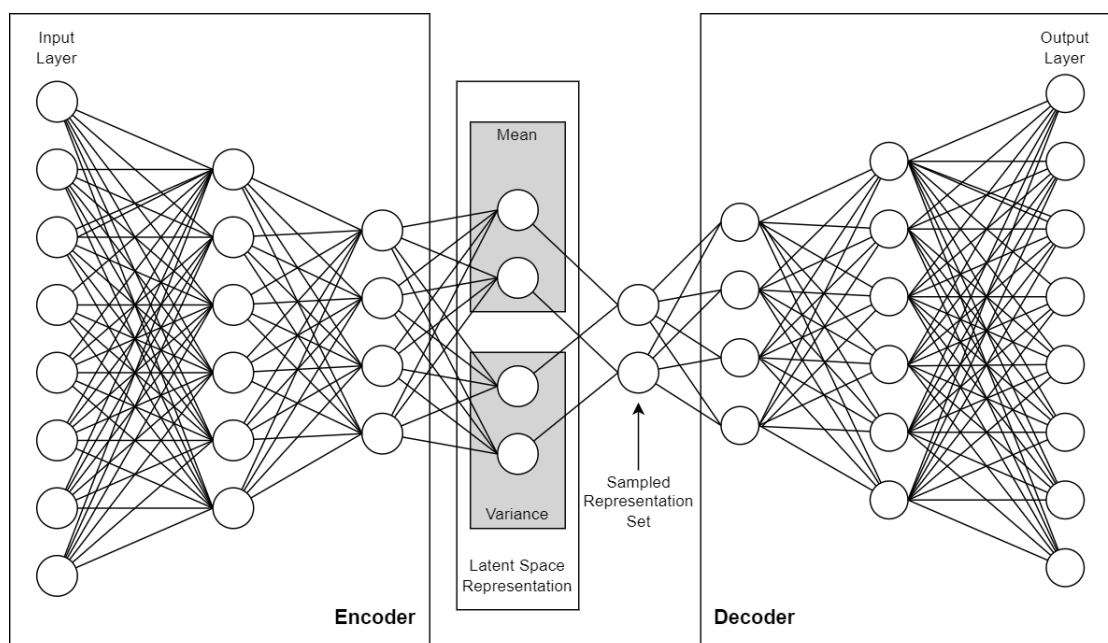 Input
Layer
Output
Layer
Mean
Variance
Latent Space
Representation
Sampled
Representation
Set
Encoder
Decoder